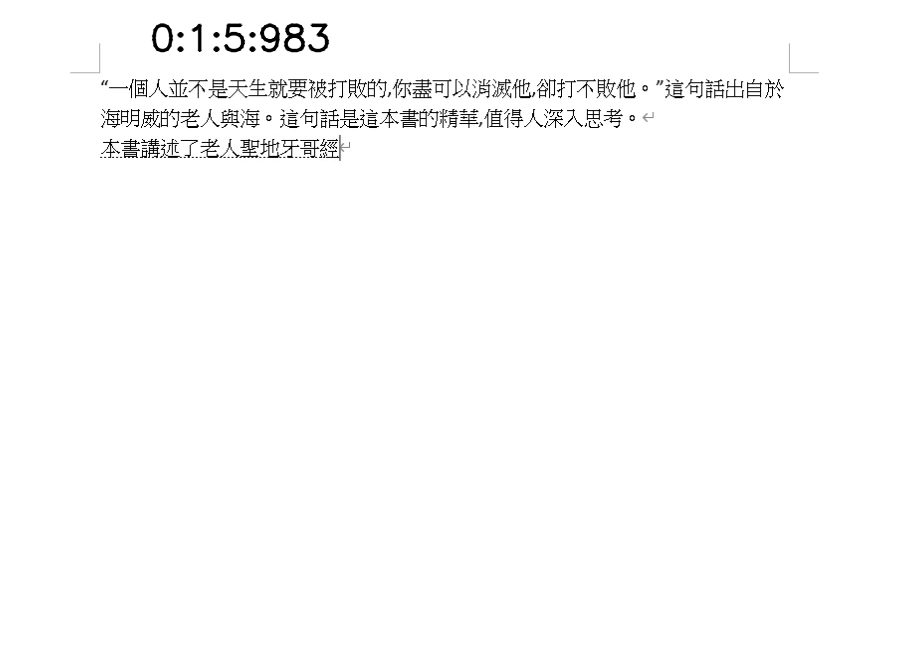 0:1:5:983
“一個人並不是天生就要被打敗的,你盡可以消滅他,卻打不敗他。”這句話出自於
海明威的老人與海。這句話是這本書的精華,值得人深入思考。
本書講述了老人聖地牙哥經